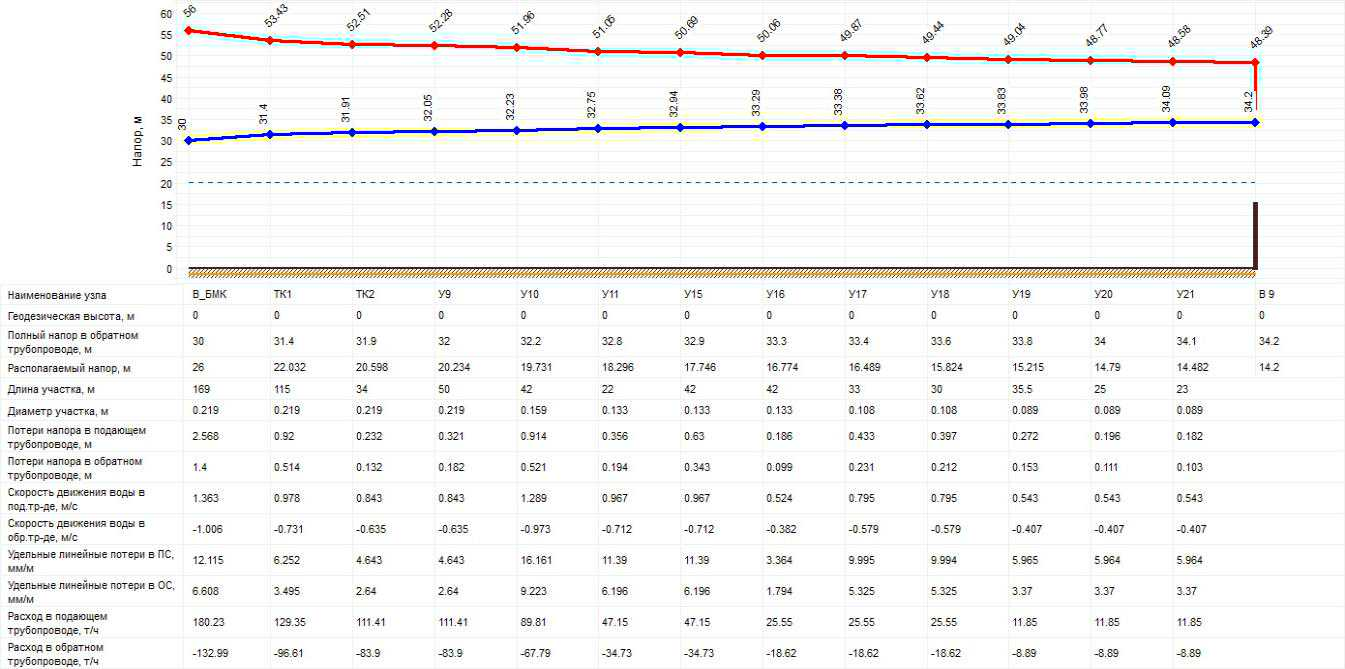 60
55
50
45
40
35
30
25
20
15
10
5
0
Напор, м
56 53.43 52.51 52.28 51.96 51.05 50.69 50.06 49.87 49.44 49.04 48.77 48.58 48.39
30 31.4 31.91 32.05 32.23 32.75 32.94 33.29 33.38 33.62 33.83 33.98 34.09 34.2
Наименование узла В_БМК ТК1 ТК2 У9 У10 У11 У15 У16 У17 У18 У19 У20 У21 В 9
Геодезическая высота, м 0 0 0 0 0 0 0 0 0 0 0 0 0 0
Полный напор в обратном
трубопроводе, м 30 31.4 31.9 32 32.2 32.8 32.9 33.3 33.4 33.6 33.8 34 34.1 34.2
Располагаемый напор, м 26 22.032 20.598 20.234 19.731 18.296 17.746 16.774 16.489 15.824 15.215 14.79 14.482 14.2
Длина участка, м 169 115 34 50 42 22 42 42 33 30 35.5 25 23
Диаметр участка, м 0.219 0.219 0.219 0.219 0.159 0.133 0.133 0.133 0.108 0.108 0.089 0.089 0.089
Потери напора в подающем
трубопроводе, м 2.568 0.92 0.232 0.321 0.914 0.356 0.63 0.186 0.433 0.397 0.272 0.196 0.182
Потери напора в обратном
трубопроводе, м 1.4 0.514 0.132 0.182 0.521 0.194 0.343 0.099 0.231 0.212 0.153 0.111 0.103
Скорость движения воды в
под.тр-де, м/с 1.363 0.978 0.843 0.843 1.289 0.967 0.967 0.524 0.795 0.795 0.543 0.543 0.543
Скорость движения воды в
обр.тр-де, м/с -1.006 -0.731 -0.635 -0.635 -0.973 -0.712 -0.712 -0.382 -0.579 -0.579 -0.407 -0.407 -0.407
Удельные линейные потери в ПС,
мм/м 12.115 6.252 4.643 4.643 16.161 11.39 11.39 3.364 9.995 9.994 5.965 5.964 5.964
Удельные линейные потери в ОС,
мм/м 6.608 3.495 2.64 2.64 9.223 6.196 6.196 1.794 5.325 5.325 3.37 3.37 3.37
Расход в подающем
трубопроводе, т/ч 180.23 129.35 111.41 111.41 89.81 47.15 47.15 25.55 25.55 25.55 11.85 11.85 11.85
Расход в обратном
трубопроводе, т/ч -132.99 -96.61 -83.9 -83.9 -67.79 -34.73 -34.73 -18.62 -18.62 -18.62 -8.89 -8.89 -8.89